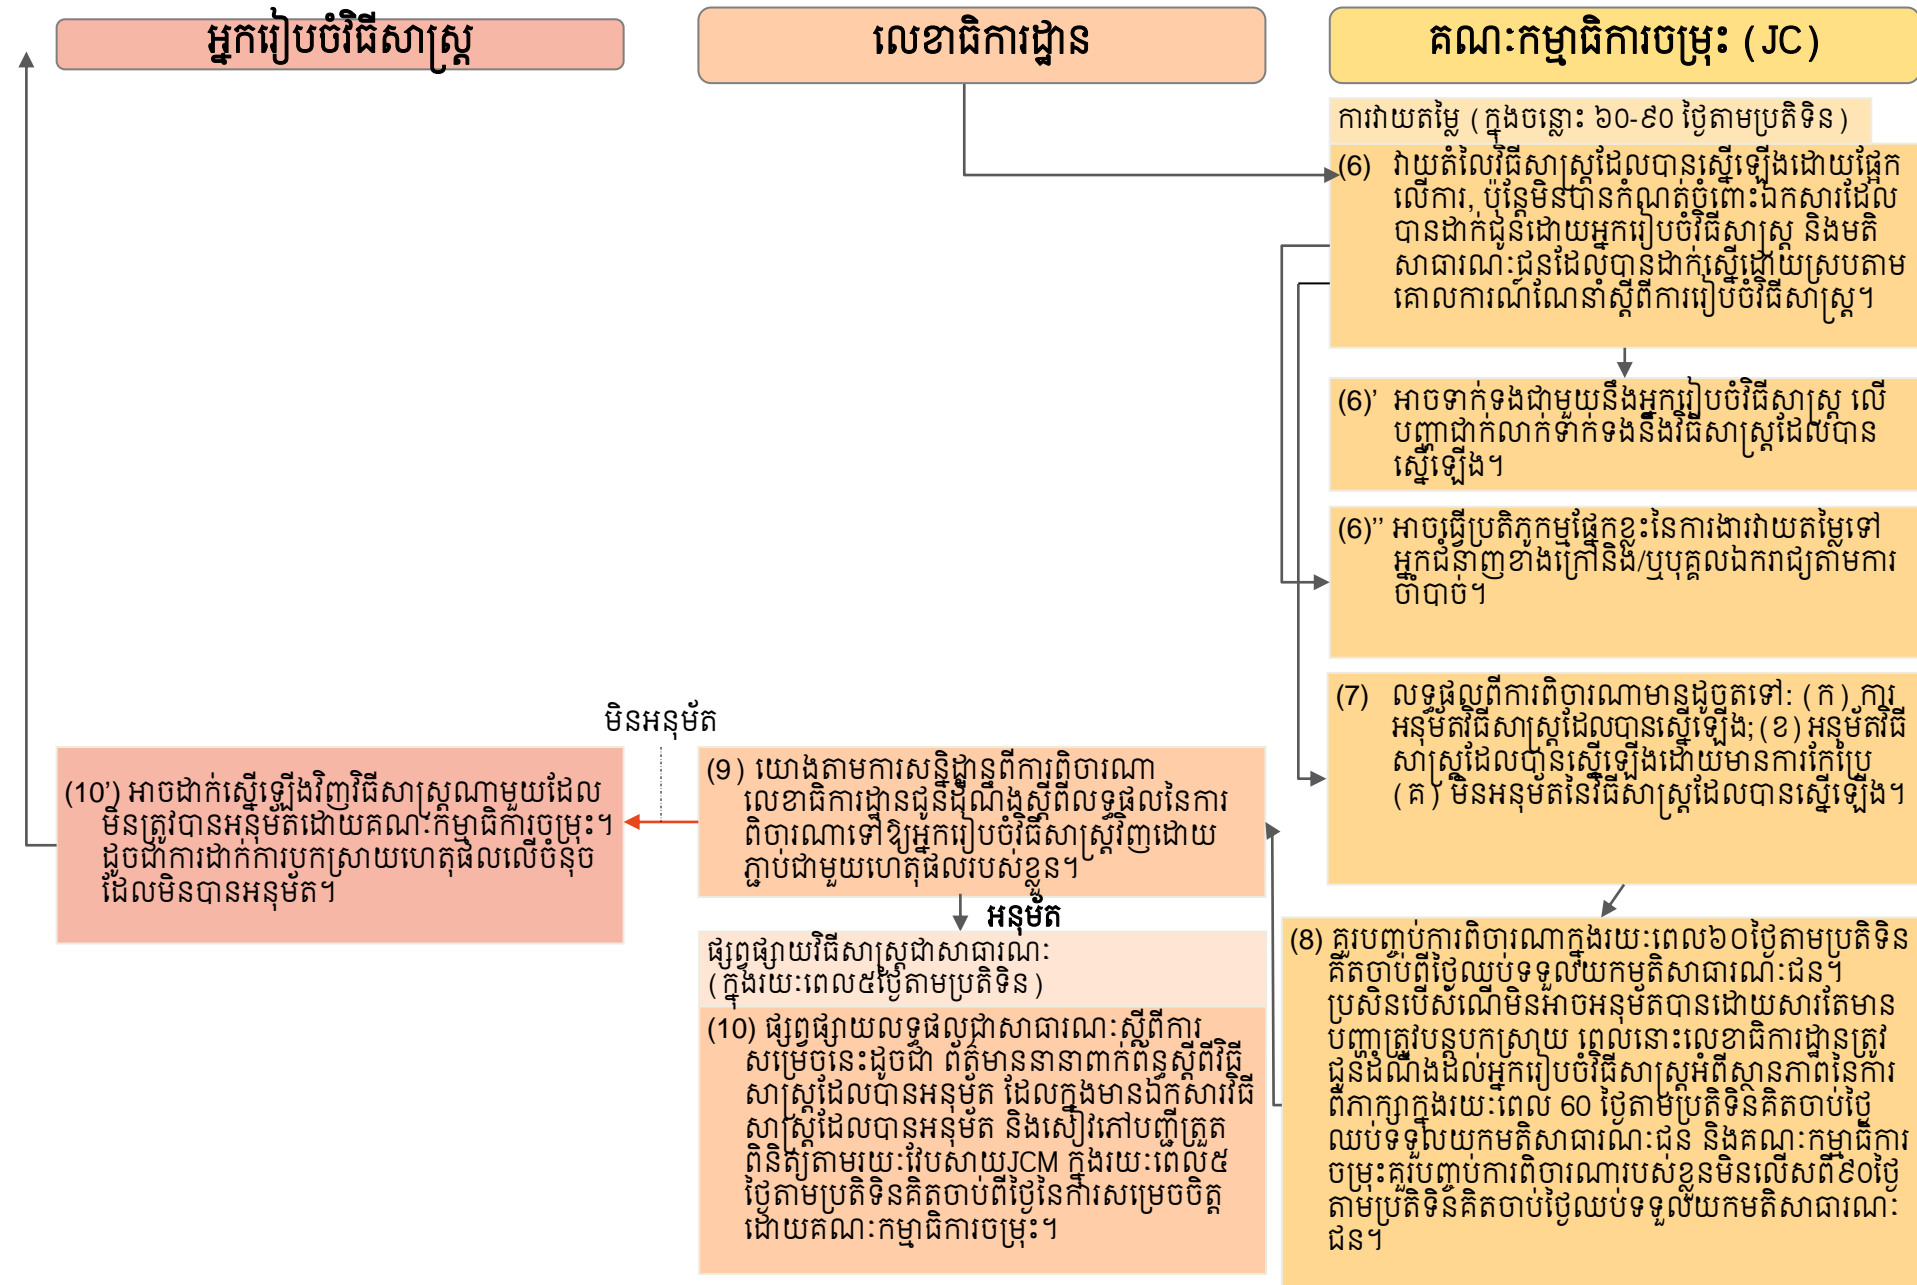 អ្នករៀបចំវិធីសាស្ត្រ
លេខាធិការដ្ឋាន
គណៈកម្មាធិការចម្រុះ (JC)
ការវាយតម្លៃ (ក្នុងចន្លោះ ៦០-៩០ ថ្ងៃតាមប្រតិទិន)
(6) វាយតំលៃវិធីសាស្ត្រដែលបានស្នើឡើងដោយផ្អែក
លើការ, ប៉ុន្តែមិនបានកំណត់ចំពោះឯកសារដែល
បានដាក់ជូនដោយអ្នករៀបចំវិធីសាស្ត្រ និងមតិ
សាធារណៈជនដែលបានដាក់ស្នើដោយស្របតាម
គោលការណ៍ណែនាំស្តីពីការរៀបចំវិធីសាស្ត្រ។
(6)’ អាចទាក់ទងជាមួយនឹងអ្នករៀបចំវិធីសាស្ត្រ លើ
បញ្ហាជាក់លាក់ទាក់ទងនឹងវិធីសាស្ត្រដែលបាន
ស្នើឡើង។
(6)’’ អាចធ្វើប្រតិភូកម្មផ្នែកខ្លះនៃការងារវាយតម្លៃទៅ
អ្នកជំនាញខាងក្រៅនិង/ឬបុគ្គលឯករាជ្យតាមការ
ចាំបាច់។
(7) លទ្ធផលពីការពិចារណាមានដូចតទៅ: (ក) ការ
អនុម័តវិធីសាស្ត្រដែលបានស្នើឡើង; (ខ) អនុម័តវិធី
សាស្ត្រដែលបានស្នើឡើងដោយមានការកែប្រែ
(គ) មិនអនុម័តនៃវិធីសាស្ត្រដែលបានស្នើឡើង។
(8) គួរបញ្ចប់ការពិចារណាក្នុងរយៈពេល៦០ថ្ងៃតាមប្រតិទិន
គិតចាប់ពីថ្ងៃឈប់ទទួលយកមតិសាធារណៈជន។
ប្រសិនបើសំណើមិនអាចអនុម័តបានដោយសារតែមាន
បញ្ហាត្រូវបន្តបកស្រាយ ពេលនោះលេខាធិការដ្ឋានត្រូវ
ជូនដំណឹងដល់អ្នករៀបចំវិធីសាស្ត្រអំពីស្ថានភាពនៃការ
ពិភាក្សាក្នុងរយៈពេល 60 ថ្ងៃតាមប្រតិទិនគិតចាប់ថ្ងៃ
ឈប់ទទួលយកមតិសាធារណៈជន និងគណៈកម្មាធិការ
ចម្រុះគួរបញ្ចប់ការពិចារណារបស់ខ្លួនមិនលើសពី៩០ថ្ងៃ
តាមប្រតិទិនគិតចាប់ថ្ងៃឈប់ទទួលយកមតិសាធារណៈ
ជន។
(9) យោងតាមការសន្និដ្ឋានពីការពិចារណា
លេខាធិការដ្ឋានជូនដំណឹងស្តីពីលទ្ធផលនៃការ
ពិចារណាទៅឱ្យអ្នករៀបចំវិធីសាស្ត្រវិញដោយ
ភ្ជាប់ជាមួយហេតុផលរបស់ខ្លួន។
មិនអនុម័ត
(10’) អាចដាក់ស្នើឡើងវិញវិធីសាស្ត្រណាមួយដែល
មិនត្រូវបានអនុម័តដោយគណៈកម្មាធិការចម្រុះ។
ដូចជាការដាក់ការបកស្រាយហេតុផលលើចំនុច
ដែលមិនបានអនុម័ត។
អនុម័ត
ផ្សព្វផ្សាយវិធីសាស្ត្រជាសាធារណៈ
(ក្នុងរយៈពេល៥ថ្ងៃតាមប្រតិទិន)
(10) ផ្សព្វផ្សាយលទ្ធផលជាសាធារណៈស្តីពីការ
សម្រេចនេះដូចជា ព័ត៌មាននានាពាក់ព័ន្ធស្តីពីវិធី
សាស្ត្រដែលបានអនុម័ត ដែលក្នុងមានឯកសារវិធី
សាស្ត្រដែលបានអនុម័ត និងសៀវភៅបញ្ជីត្រួត
ពិនិត្យតាមរយៈវែបសាយJCM ក្នុងរយៈពេល៥
ថ្ងៃតាមប្រតិទិនគិតចាប់ពីថ្ងៃនៃការសម្រេចចិត្ត
ដោយគណៈកម្មាធិការចម្រុះ។